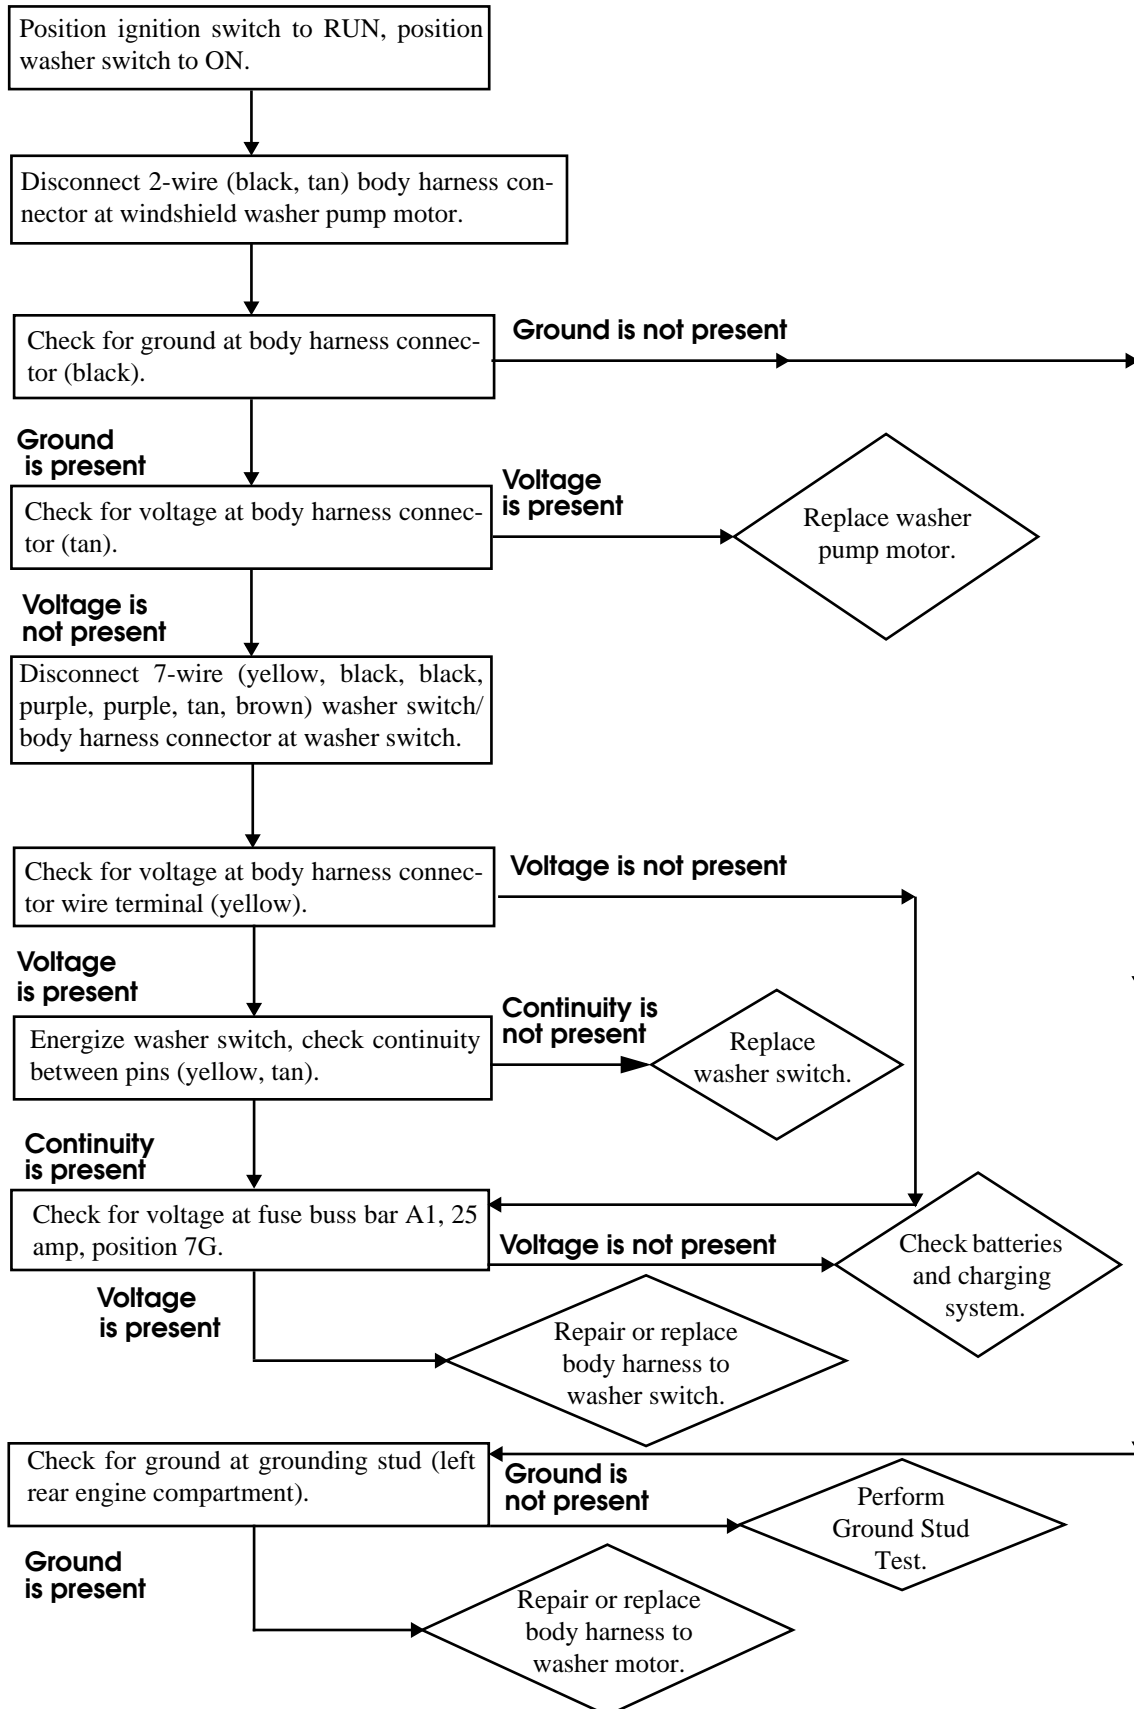 Position ignition switch to RUN, position
washer switch to ON.
Disconnect 2-wire (black, tan) body harness con-
nector at windshield washer pump motor.
Check for ground at body harness connec-
tor (black).
Ground is not present
Ground
is present
Check for voltage at body harness connec-
tor (tan).
Voltage
is present
Replace washer
pump motor.
Voltage is
not present
Disconnect 7-wire (yellow, black, black,
purple, purple, tan, brown) washer switch/
body harness connector at washer switch.
Check for voltage at body harness connec-
tor wire terminal (yellow).
Voltage is not present
Voltage
is present
Energize washer switch, check continuity
between pins (yellow, tan).
Continuity is
not present
Replace
washer switch.
Continuity
is present
Check for voltage at fuse buss bar A1, 25
amp, position 7G.
Voltage is not present
Check batteries
and charging
system.
Voltage
is present
Repair or replace
body harness to
washer switch.
Check for ground at grounding stud (left
rear engine compartment).
Ground is
not present
Perform
Ground Stud
Test.
Ground
is present
Repair or replace
body harness to
washer motor.